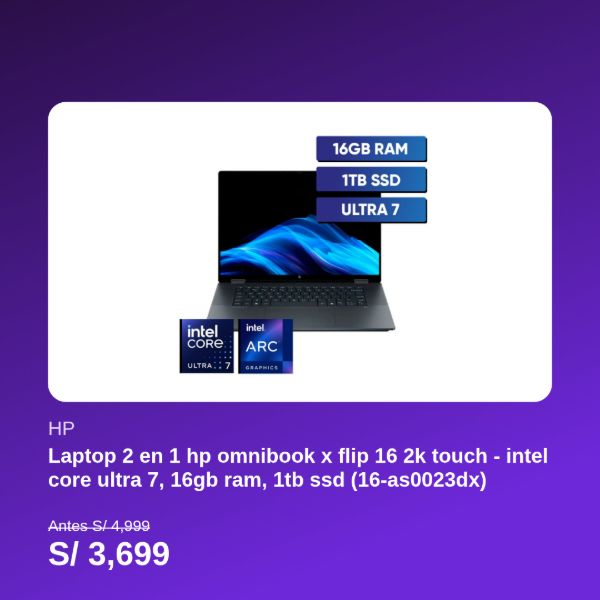 16GB RAM
1TB SSD
ULTRA 7
intel
CORE
ULTRA 7
intel
ARC
GRAPHICS
HP
Laptop 2 en 1 hp omnibook x flip 16 2k touch - intel
core ultra 7, 16gb ram, 1tb ssd (16-as0023dx)
Antes S/ 4,999
S/ 3,699